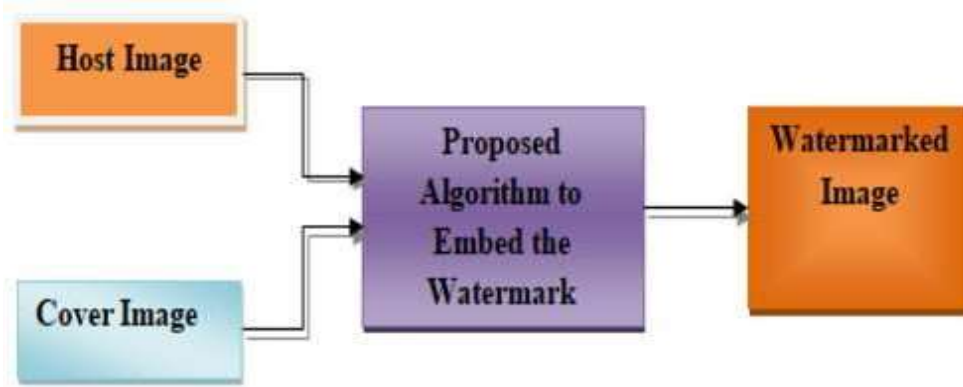 Host Image
Cover Image
Proposed
Algorithm to
Embed the
Watermark
Watermarked
Image